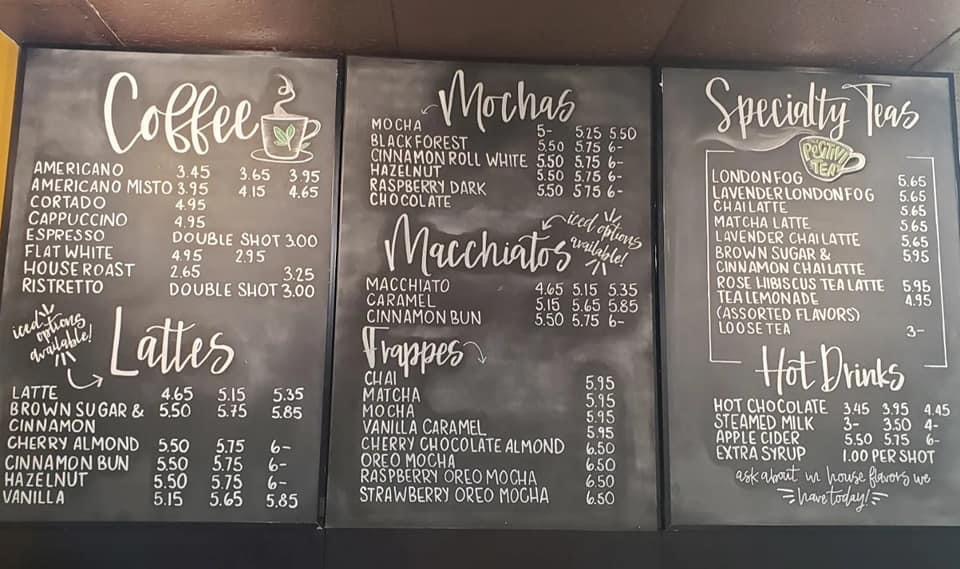 Coffee
AMERICANO 3.45 3.65 3.95
AMERICANO MISTO 3.95 4.15 4.65
CORTADO 4.95
CAPPUCCINO 4.95
ESPRESSO DOUBLE SHOT 3.00
FLAT WHITE 4.95 2.95
HOUSE ROAST 2.65 3.25
RISTRETTO DOUBLE SHOT 3.00
iced options available!
Lattes
LATTE 4.65 5.15 5.35
BROWN SUGAR & 5.50 5.75 5.85
CINNAMON
CHERRY ALMOND 5.50 5.75 6-
CINNAMON BUN 5.50 5.75 6-
HAZELNUT 5.50 5.75 6-
VANILLA 5.15 5.65 5.85
Mochas
MOCHA 5- 5.25 5.50
BLACK FOREST 5.50 5.75 6-
CINNAMON ROLL WHITE 5.50 5.75 6-
HAZELNUT 5.50 5.75 6-
RASPBERRY DARK 5.50 5.75 6-
CHOCOLATE
Macchiatos
iced options available!
MACCHIATO 4.65 5.15 5.35
CARAMEL 5.15 5.65 5.85
CINNAMON BUN 5.50 5.75 6-
Frappes
CHAI 5.95
MATCHA 5.95
MOCHA 5.95
VANILLA CARAMEL 5.95
CHERRY CHOCOLATE ALMOND 6.50
OREO MOCHA 6.50
RASPBERRY OREO MOCHA 6.50
STRAWBERRY OREO MOCHA 6.50
Specialty Teas
POSITIVI
TEA
LONDON FOG 5.65
LAVENDER LONDON FOG 5.65
CHAI LATTE 5.65
MATCHA LATTE 5.65
LAVENDER CHAI LATTE 5.65
BROWN SUGAR & 5.95
CINNAMON CHAI LATTE
ROSE HIBISCUS TEA LATTE 5.95
TEA LEMONADE 4.95
(ASSORTED FLAVORS)
LOOSE TEA 3-
Hot Drinks
HOT CHOCOLATE 3.45 3.95 4.45
STEAMED MILK 3- 3.50 4-
APPLE CIDER 5.50 5.75 6-
EXTRA SYRUP 1.00 PER SHOT
ask about in house flavors we
have today!